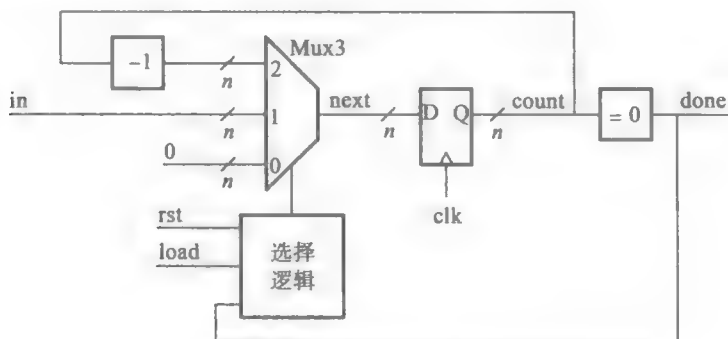 Mux3
-1
n
2
in
n
1
next
n
D Q
n
count
= 0
done
0
n
0
clk
rst
load
选择
逻辑